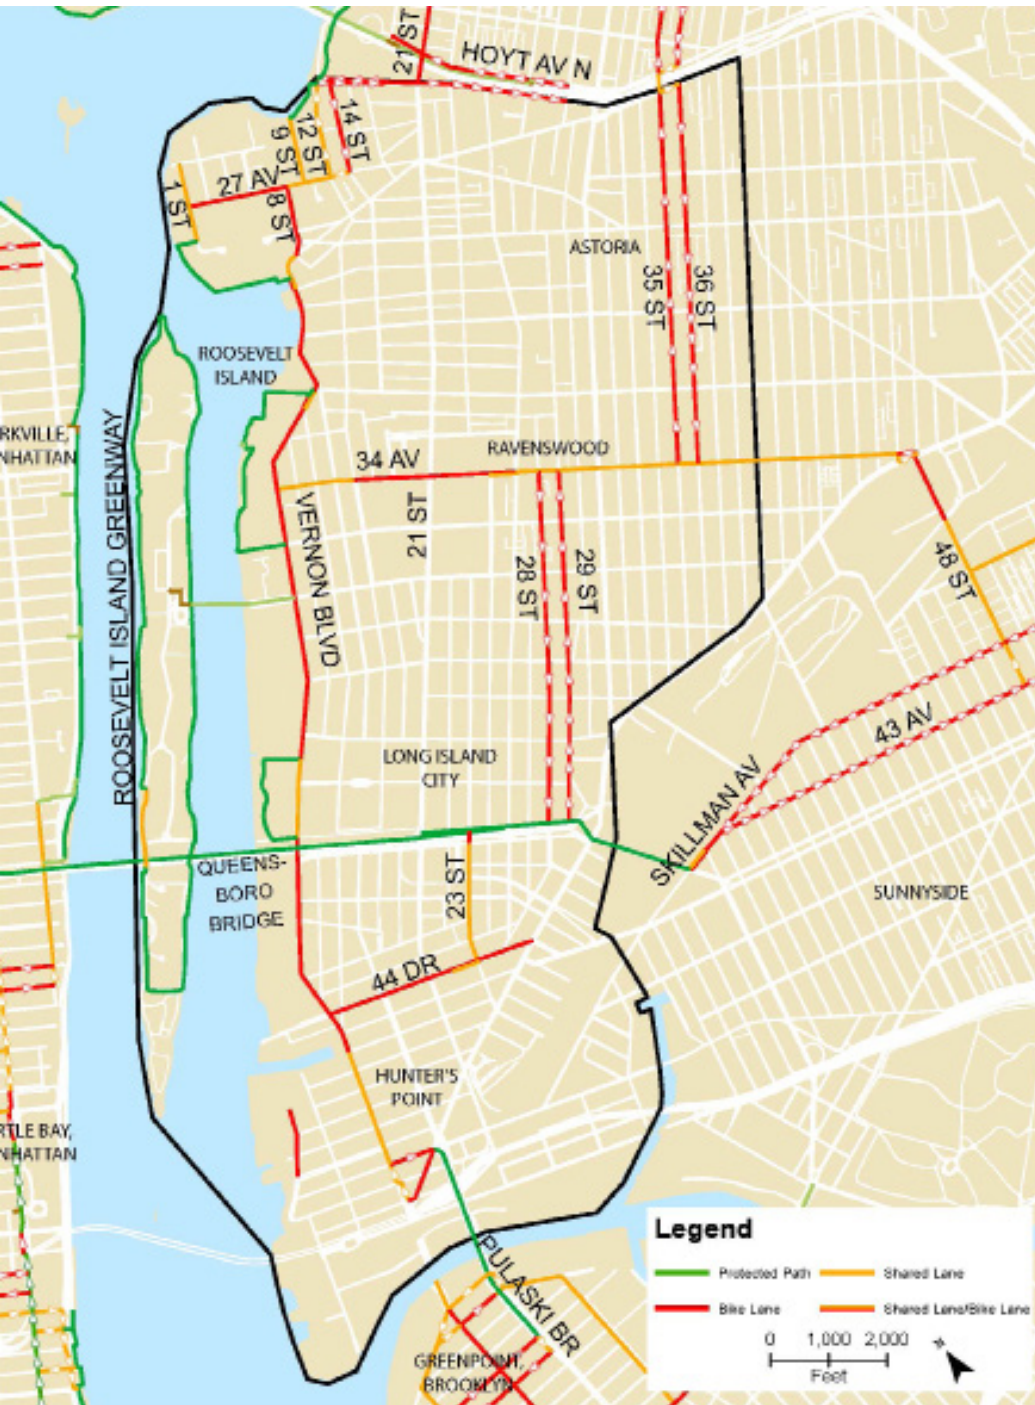 21 ST
HOYT AV N
14 ST
12 ST
9 ST
27 AV
1 ST
8 ST
ASTORIA
35 ST
36 ST
ROOSEVELT
ISLAND
RKVILLE,
NHATTAN
ROOSEVELT ISLAND GREENWAY
34 AV
RAVENSWOOD
21 ST
VERNON BLVD
28 ST
29 ST
48 ST
LONG ISLAND
CITY
43 AV
SKILLMAN AV
QUEENS-
BORO
BRIDGE
23 ST
SUNNYSIDE
44 DR
HUNTER'S
POINT
RTLE BAY,
NHATTAN
PULASKI BR
GREENPOINT,
BROOKLYN
Legend
Protected Path
Shared Lane
Bike Lane
Shared Lane/Bike Lane
0 1,000 2,000
Feet